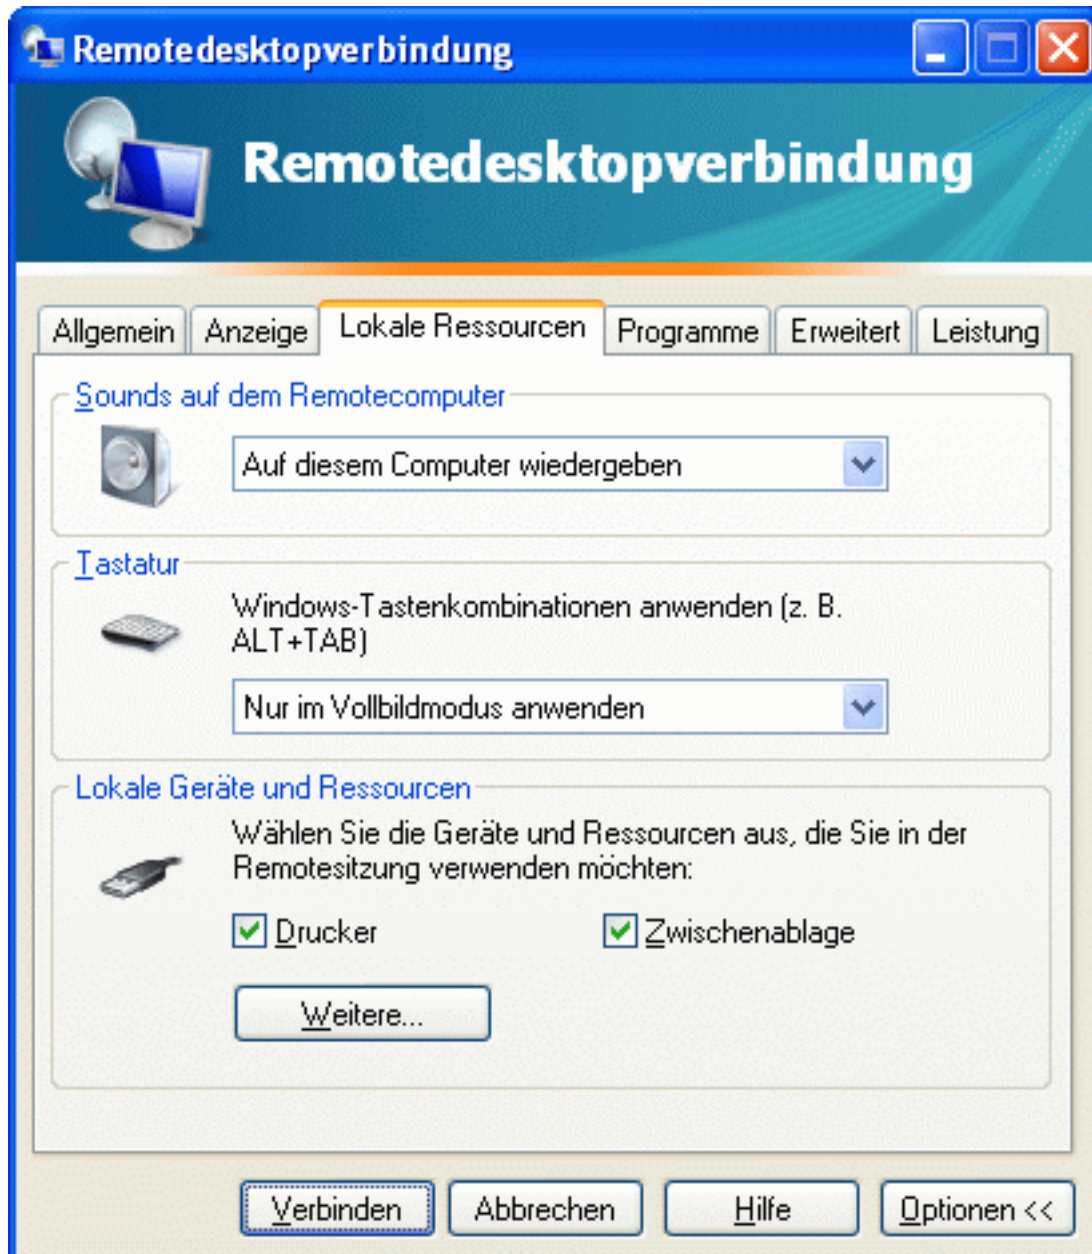 Remotedesktopverbindung
Remotedesktopverbindung
Allgemein Anzeige Lokale Ressourcen Programme Erweitert Leistung
Sounds auf dem Remotecomputer
Auf diesem Computer wiedergeben
Tastatur
Windows-Tastenkombinationen anwenden (z. B.
ALT+TAB)
Nur im Vollbildmodus anwenden
Lokale Geräte und Ressourcen
Wählen Sie die Geräte und Ressourcen aus, die Sie in der
Remotesitzung verwenden möchten:
Drucker Zwischenablage
Weitere...
Verbinden Abbrechen Hilfe Optionen <<